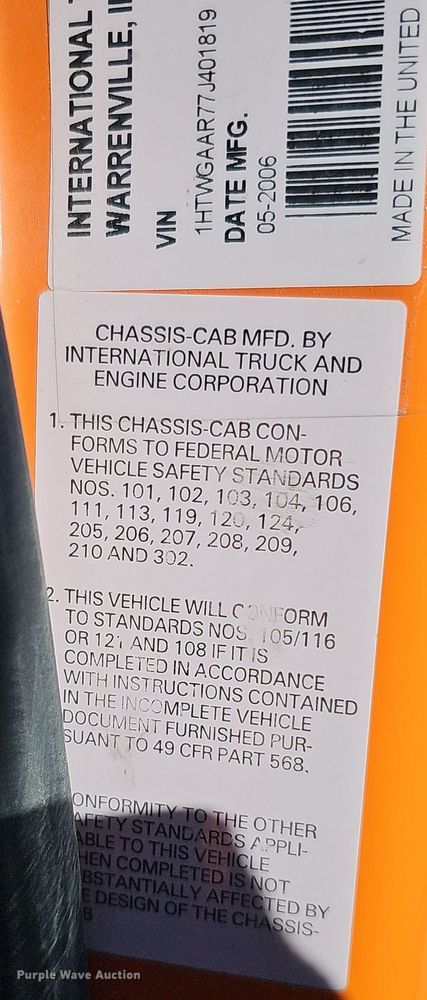 INTERNATIONAL
WARRENVILLE,
VIN
1HTWGAAR77J401819
DATE MFG.
05-2006
MADE IN THE UNITED
CHASSIS-CAB MFD. BY
INTERNATIONAL TRUCK AND
ENGINE CORPORATION
1. THIS CHASSIS-CAB CON-
FORMS TO FEDERAL MOTOR
VEHICLE SAFETY STANDARDS
NOS. 101, 102, 103, 104, 106,
111, 113, 119, 120, 124,
205, 206, 207, 208, 209,
210 AND 302.
2. THIS VEHICLE WILL CONFORM
TO STANDARDS NOS. 105/116
OR 121 AND 108 IF IT IS
COMPLETED IN ACCORDANCE
WITH INSTRUCTIONS CONTAINED
IN THE INCOMPLETE VEHICLE
DOCUMENT FURNISHED PUR-
SUANT TO 49 CFR PART 568.
ONFORMITY TO THE OTHER
AFETY STANDARDS APPLI-
ABLE TO THIS VEHICLE
HEN COMPLETED IS NOT
BSTANTIALLY AFFECTED BY
E DESIGN OF THE CHASSIS-
B
Purple Wave Auction